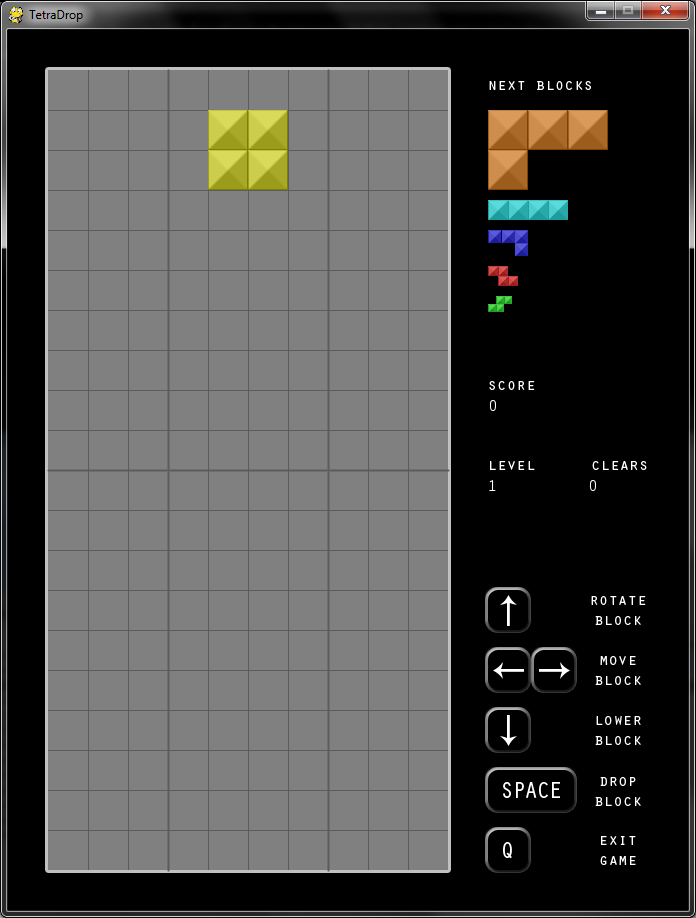 TetraDrop
NEXT BLOCKS
SCORE
0
LEVEL CLEARS
1 0
ROTATE
BLOCK
MOVE
BLOCK
LOWER
BLOCK
SPACE
DROP
BLOCK
Q
EXIT
GAME